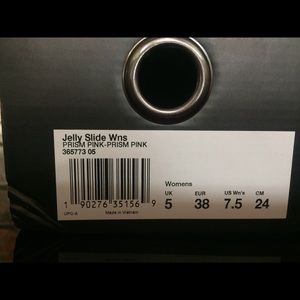 Jelly Slide Wns
PRISM PINK-PRISM PINK
365773 05
Womens
UK EUR US Wn's CM
5 38 7.5 24
1 90276 35156 9
UPC-A Made in Vietnam